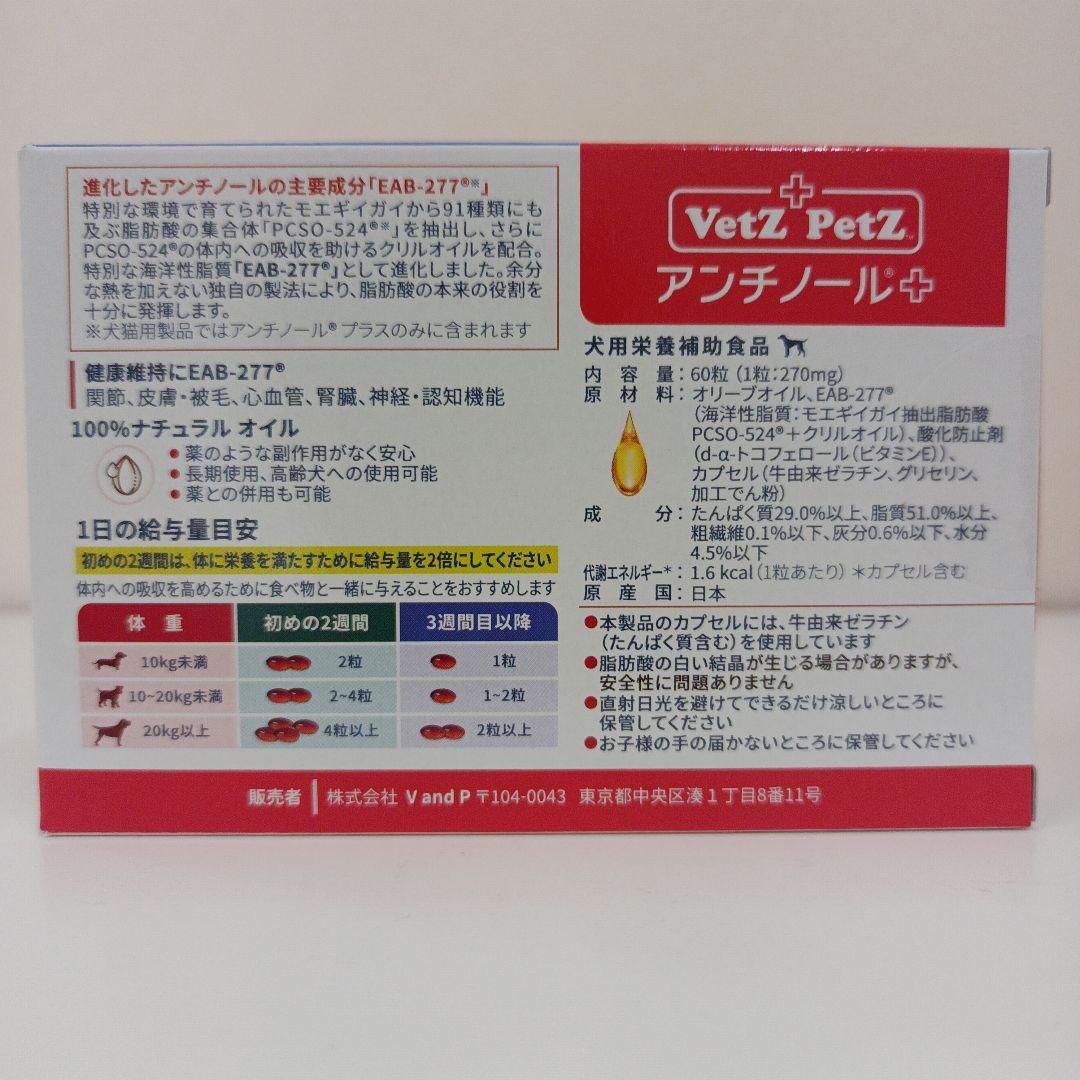 進化したアンチノールの主要成分「EAB-277®※」
特別な環境で育てられたモエギイガイから91種類にも
及ぶ脂肪酸の集合体「PCSO-524®※」を抽出し、さらに
PCSO-524®の体内への吸収を助けるクリルオイルを配合。
特別な海洋性脂質「EAB-277®」として進化しました。余分
な熱を加えない独自の製法により、脂肪酸の本来の役割を
十分に発揮します。
※犬猫用製品ではアンチノール® プラスのみに含まれます
健康維持にEAB-277®
関節、皮膚・被毛、心血管、腎臓、神経・認知機能
100%ナチュラル オイル
●薬のような副作用がなく安心
●長期使用、高齢犬への使用可能
●薬との併用も可能
1日の給与量目安
初めの2週間は、体に栄養を満たすために給与量を2倍にしてください
体内への吸収を高めるために食べ物と一緒に与えることをおすすめします
体 重 初めの2週間 3週間目以降
10kg未満 2粒 1粒
10~20kg未満 2~4粒 1~2粒
20kg以上 4粒以上 2粒以上
VetZ PetZ™
アンチノール®+
犬用栄養補助食品
内 容 量：60粒（1粒：270mg）
原 材 料：オリーブオイル、EAB-277®
（海洋性脂質：モエギイガイ抽出脂肪酸
PCSO-524®＋クリルオイル）、酸化防止剤
（d-α-トコフェロール（ビタミンE））、
カプセル（牛由来ゼラチン、グリセリン、
加工でん粉）
成 分：たんぱく質29.0%以上、脂質51.0%以上、
粗繊維0.1%以下、灰分0.6%以下、水分
4.5%以下
代謝エネルギー＊：1.6 kcal（1粒あたり）＊カプセル含む
原 産 国：日本
●本製品のカプセルには、牛由来ゼラチン
（たんぱく質含む）を使用しています
●脂肪酸の白い結晶が生じる場合がありますが、
安全性に問題ありません
●直射日光を避けてできるだけ涼しいところに
保管してください
●お子様の手の届かないところに保管してください
販売者 株式会社 V and P 〒104-0043 東京都中央区湊１丁目8番11号